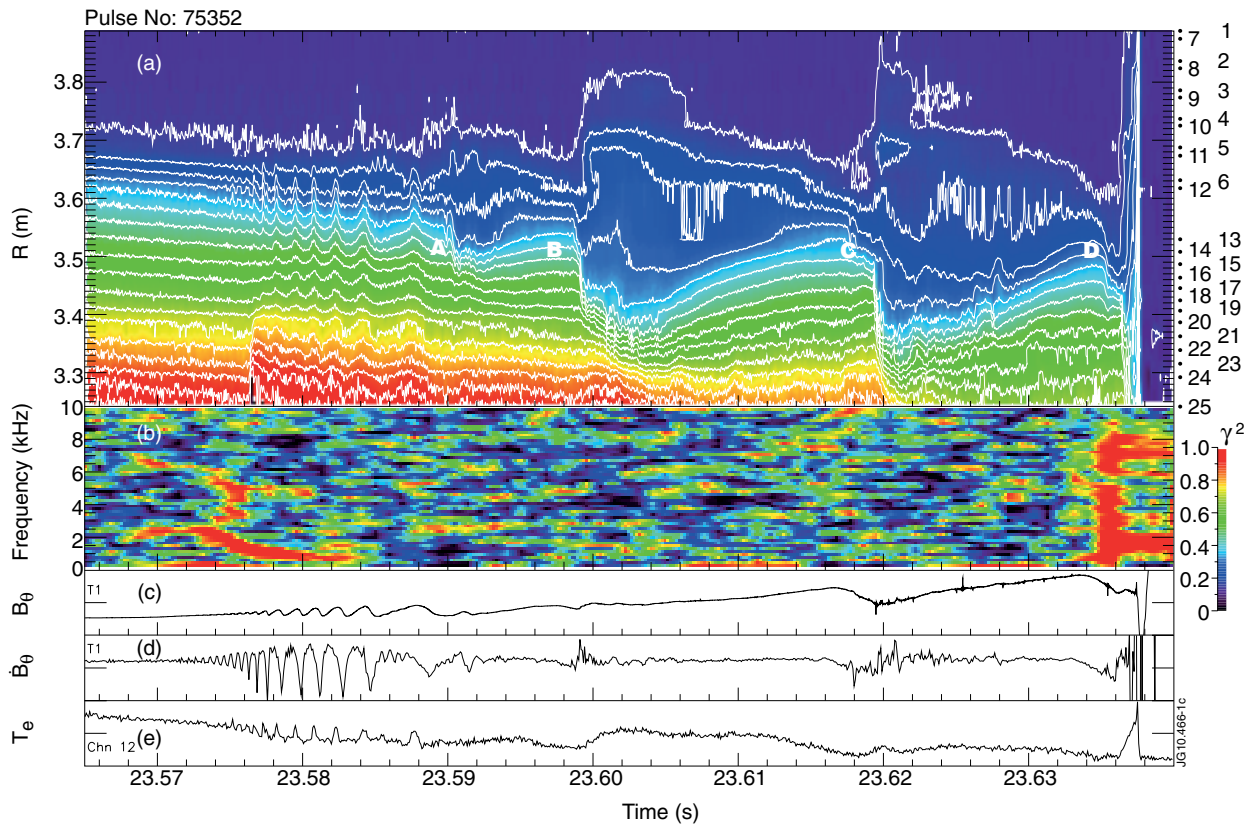 Pulse No: 75352
(a)
R (m)
3.8
3.7
3.6
3.5
3.4
3.3
A
B
C
D
1
7
2
8
3
9
4
10
5
11
6
12
13
14
15
16
17
18
19
20
21
22
23
24
25
(b)
Frequency (kHz)
10
8
6
4
2
0
γ²
1.0
0.8
0.6
0.4
0.2
0
Bθ
T1
(c)
Ḃθ
T1
(d)
Te
Chn 12
(e)
JG10.466-1c
23.57
23.58
23.59
23.60
23.61
23.62
23.63
Time (s)